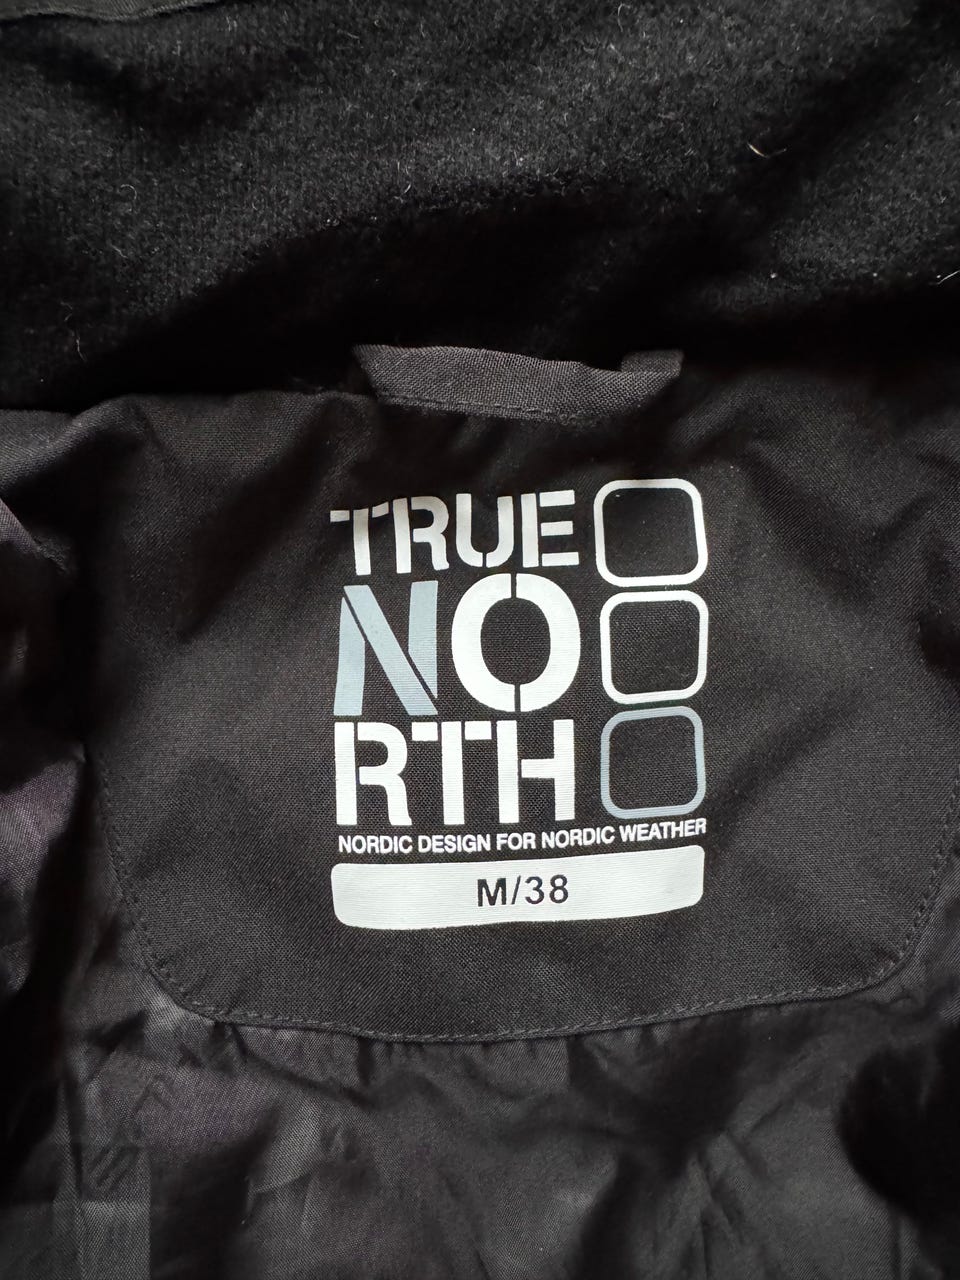 TRUE
NO
RTH
NORDIC DESIGN FOR NORDIC WEATHER
M/38